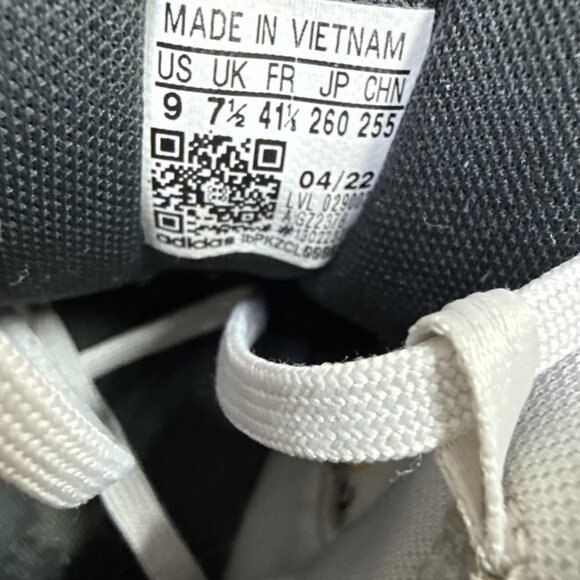 MADE IN VIETNAM
US UK FR JP CHN
9 7½ 41⅓ 260 255
04/22
LVL 0290
adidas